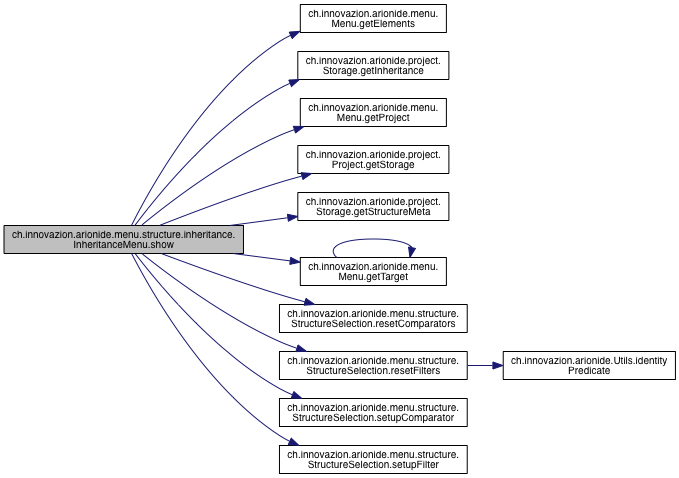 ch.innovazion.arionide.menu.
Menu.getElements
ch.innovazion.arionide.project.
Storage.getInheritance
ch.innovazion.arionide.menu.
Menu.getProject
ch.innovazion.arionide.project.
Project.getStorage
ch.innovazion.arionide.project.
Storage.getStructureMeta
ch.innovazion.arionide.menu.structure.inheritance.
InheritanceMenu.show
ch.innovazion.arionide.menu.
Menu.getTarget
ch.innovazion.arionide.menu.structure.
StructureSelection.resetComparators
ch.innovazion.arionide.menu.structure.
StructureSelection.resetFilters
ch.innovazion.arionide.Utils.identity
Predicate
ch.innovazion.arionide.menu.structure.
StructureSelection.setupComparator
ch.innovazion.arionide.menu.structure.
StructureSelection.setupFilter